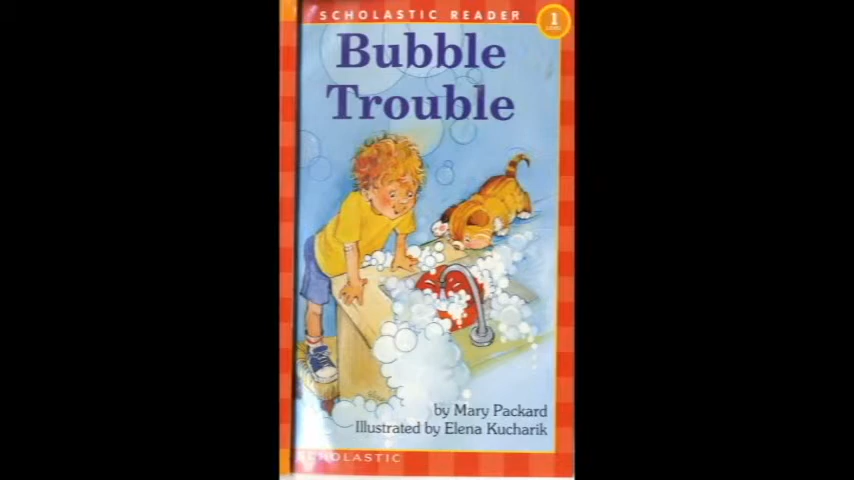 SCHOLASTIC READER
1
Bubble
Trouble
by Mary Packard
Illustrated by Elena Kucharik
SCHOLASTIC